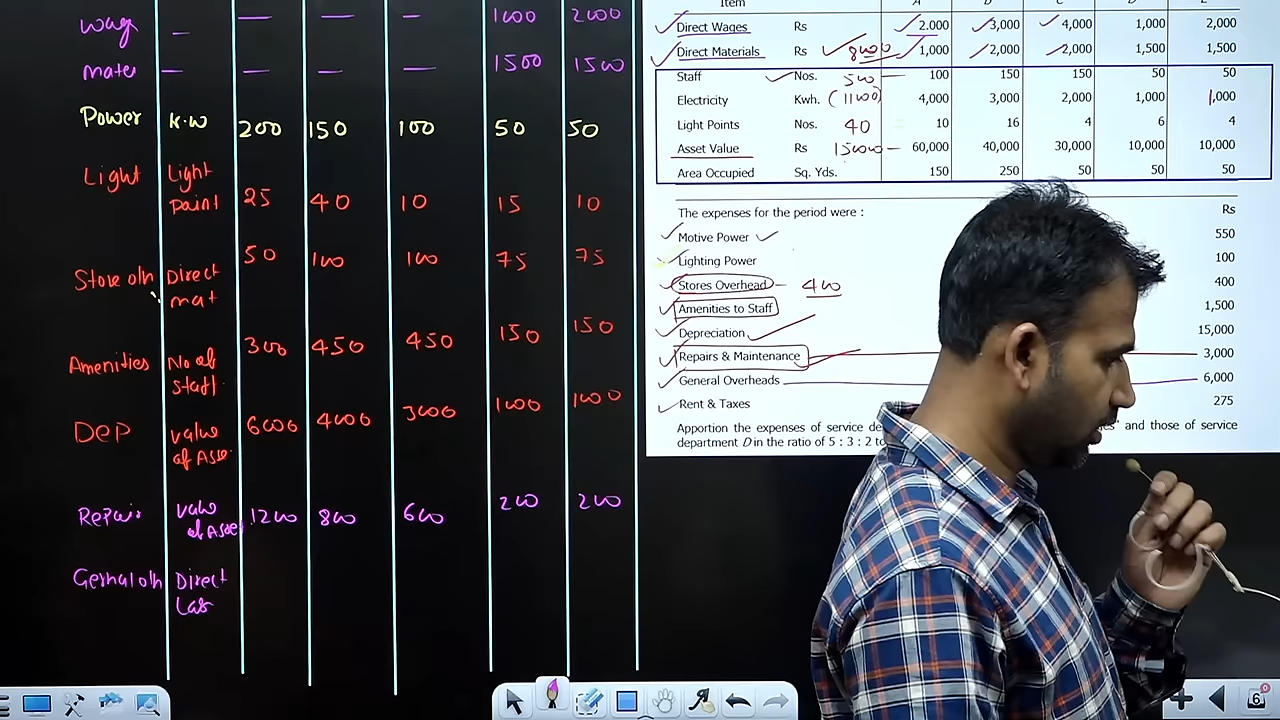 wage — — — — 1000 2000
mater — — — — 1500 1500
Power K.W 200 150 100 50 50
Light Light Point 25 40 10 15 10
Store o/h Direct mat 50 100 100 75 75
Amenities No of staff 300 450 450 150 150
Dep value of Asse 6000 4000 3000 1000 1000
Repair valu of Asse 1200 800 600 200 200
Direct Lab
Item A
Direct Wages Rs 2.000 3,000 4,000 1,000 2,000
Direct Materials Rs 8000 1,000 2,000 2,000 1,500 1,500
Staff Nos. 500 100 150 150 50 50
Electricity Kwh. (11000) 4,000 3,000 2,000 1,000 1,000
Light Points Nos. 40 10 16 4 6 4
Asset Value Rs 150000 60,000 40,000 30,000 10,000 10,000
Area Occupied Sq. Yds. 150 250 50 50 50
The expenses for the period were : Rs
Motive Power 550
Lighting Power 100
Stores Overhead 400 400
Amenities to Staff 1,500
Depreciation 15,000
Repairs & Maintenance 3,000
General Overheads 6,000
Rent & Taxes 275
Apportion the expenses of service de and those of service
department D in the ratio of 5 : 3 : 2 to
6